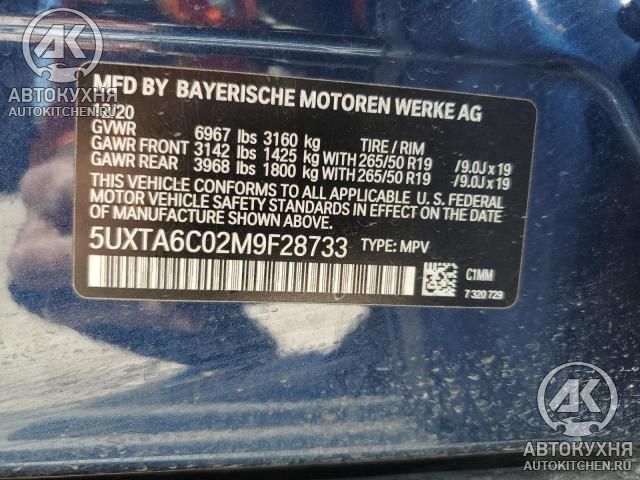 AK
АВТОКУХНЯ
AUTOKITCHEN.RU
MFD BY BAYERISCHE MOTOREN WERKE AG
GVWR 6967 lbs 3160 kg TIRE / RIM
GAWR FRONT 3142 lbs 1425 kg WITH 265/50 R19 /9.0J x 19
GAWR REAR 3968 lbs 1800 kg WITH 265/50 R19 /9.0J x 19
THIS VEHICLE CONFORMS TO ALL APPLICABLE U. S. FEDERAL
MOTOR VEHICLE SAFETY STANDARDS IN EFFECT ON THE DATE OF
MANUFACTURE SHOWN ABOVE.
5UXTA6C02M9F28733 TYPE: MPV
C1MM
7 320 729
AK
АВТОКУХНЯ
AUTOKITCHEN.RU